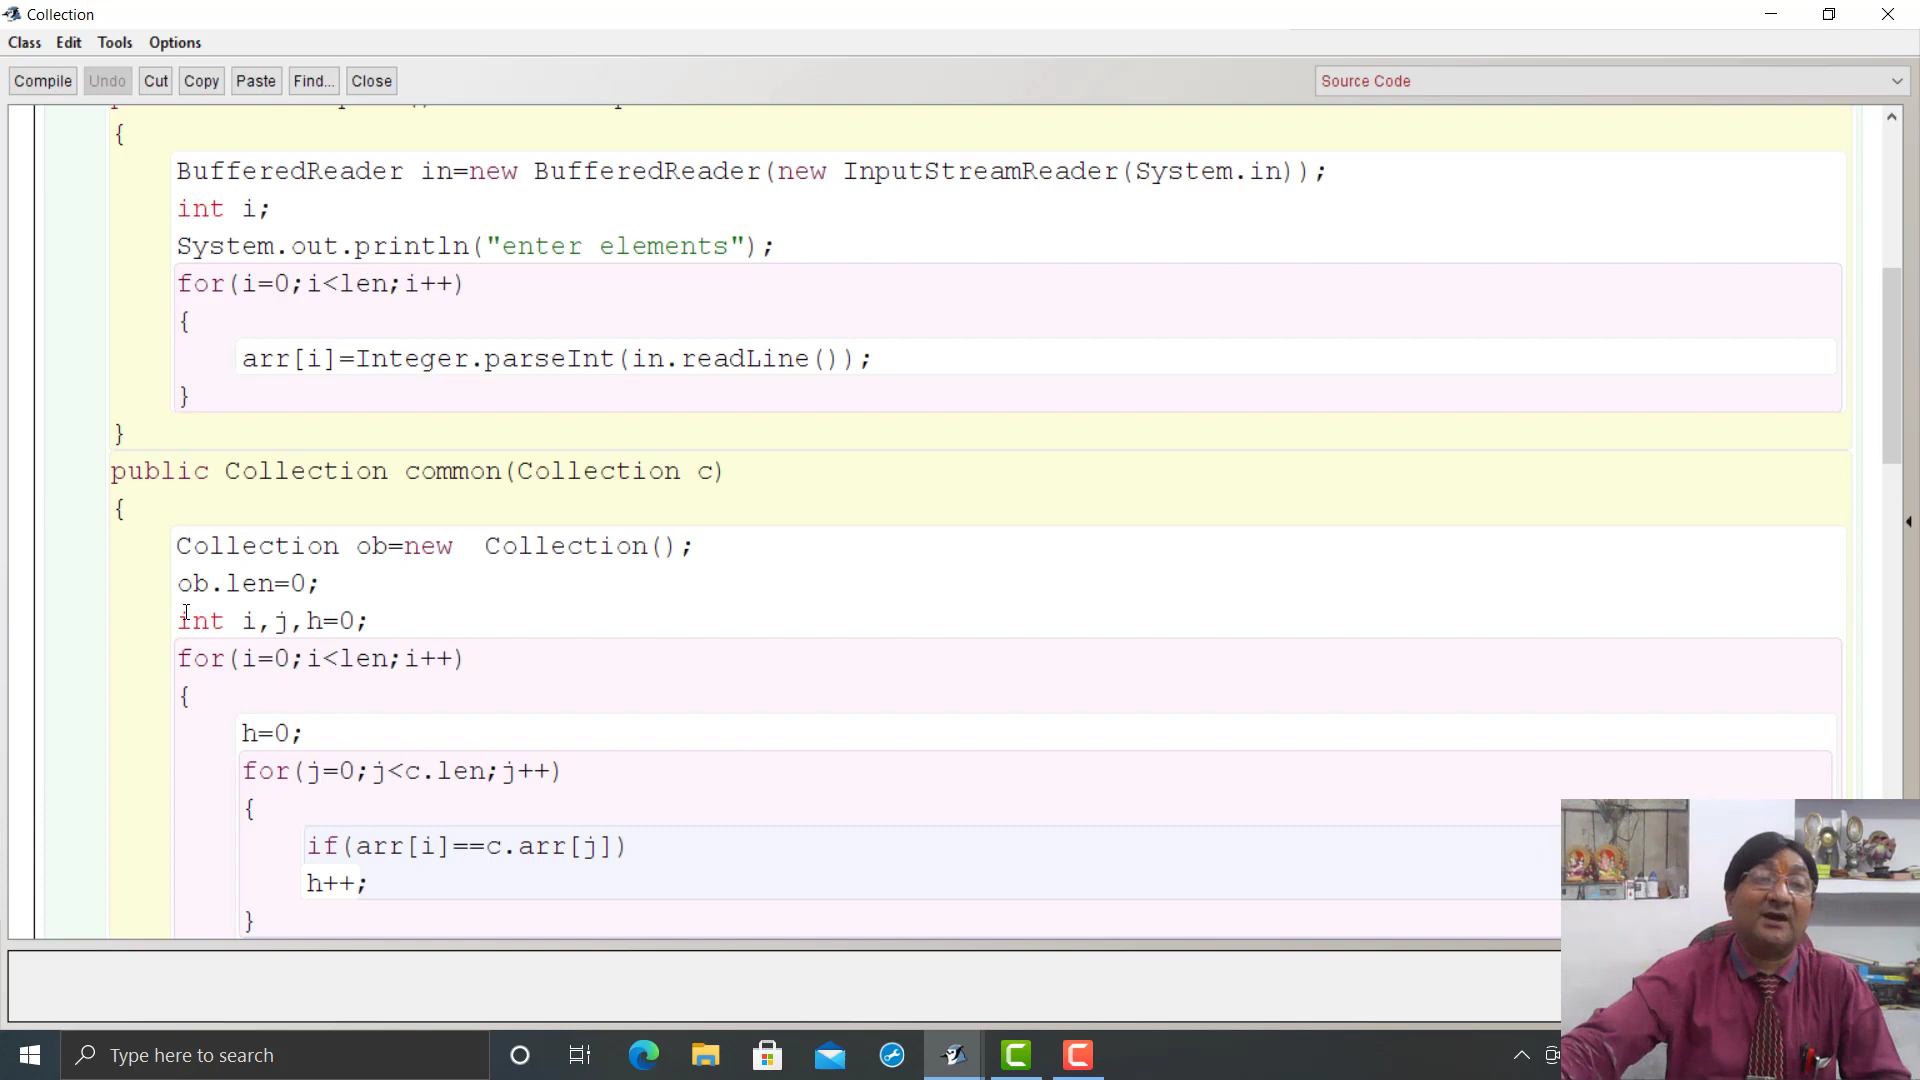 Collection
Class Edit Tools Options
Compile Undo Cut Copy Paste Find... Close Source Code
{
BufferedReader in=new BufferedReader(new InputStreamReader(System.in));
int i;
System.out.println("enter elements");
for(i=0;i<len;i++)
{
arr[i]=Integer.parseInt(in.readLine());
}
}
public Collection common(Collection c)
{
Collection ob=new  Collection();
ob.len=0;
int i,j,h=0;
for(i=0;i<len;i++)
{
h=0;
for(j=0;j<c.len;j++)
{
if(arr[i]==c.arr[j])
h++;
}
Type here to search